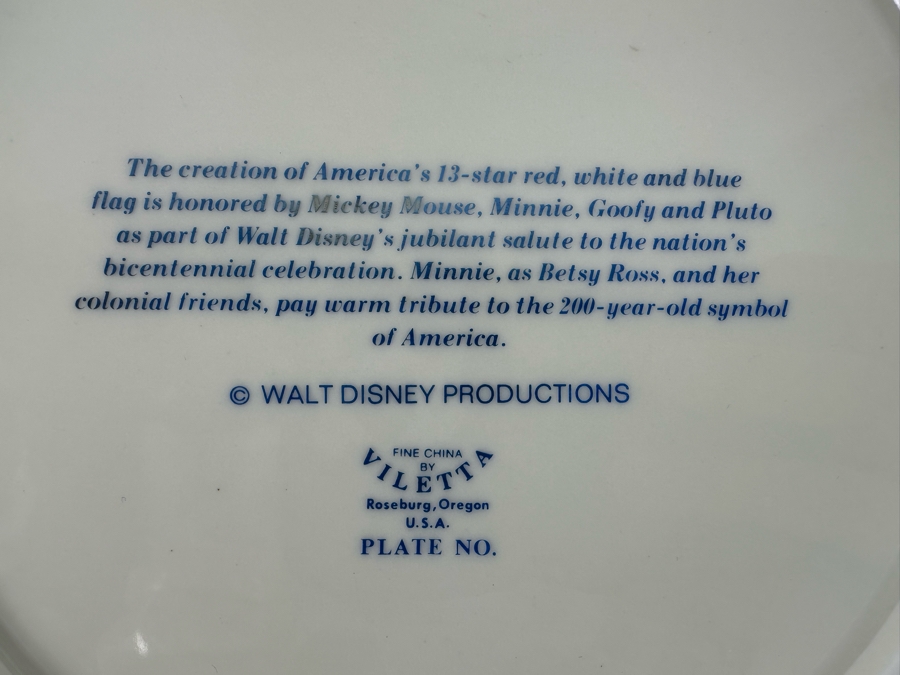 The creation of America's 13-star red, white and blue
flag is honored by Mickey Mouse, Minnie, Goofy and Pluto
as part of Walt Disney's jubilant salute to the nation's
bicentennial celebration. Minnie, as Betsy Ross, and her
colonial friends, pay warm tribute to the 200-year-old symbol
of America.
© WALT DISNEY PRODUCTIONS
FINE CHINA
BY
VILETTA
Roseburg, Oregon
U.S.A.
PLATE NO.